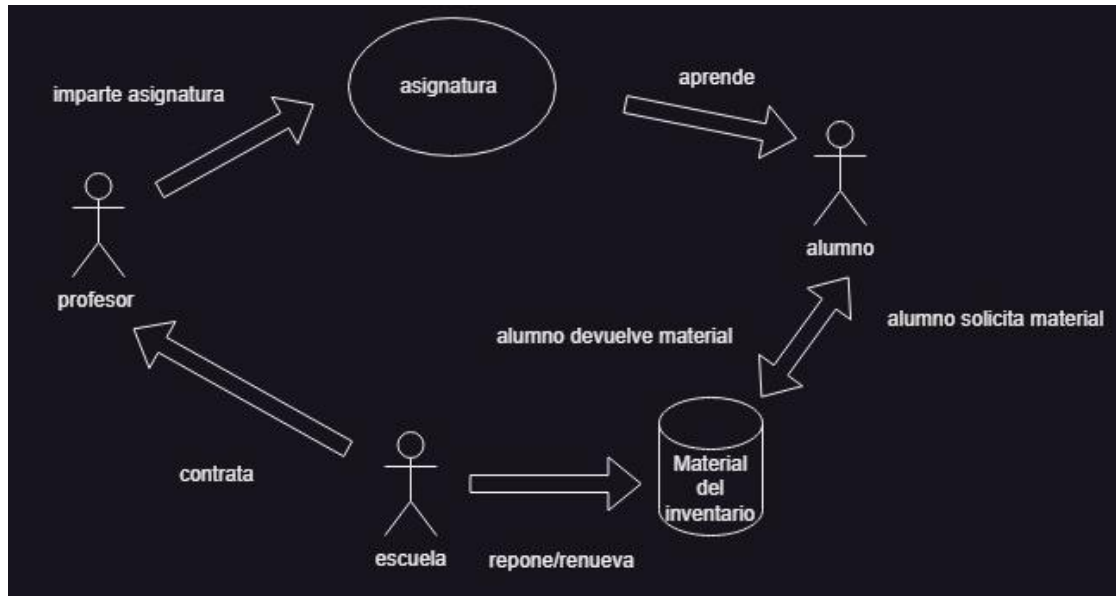 asignatura
aprende
imparte asignatura
alumno
profesor
alumno solicita material
alumno devuelve material
contrata
Material
del
inventario
escuela
repone/renueva